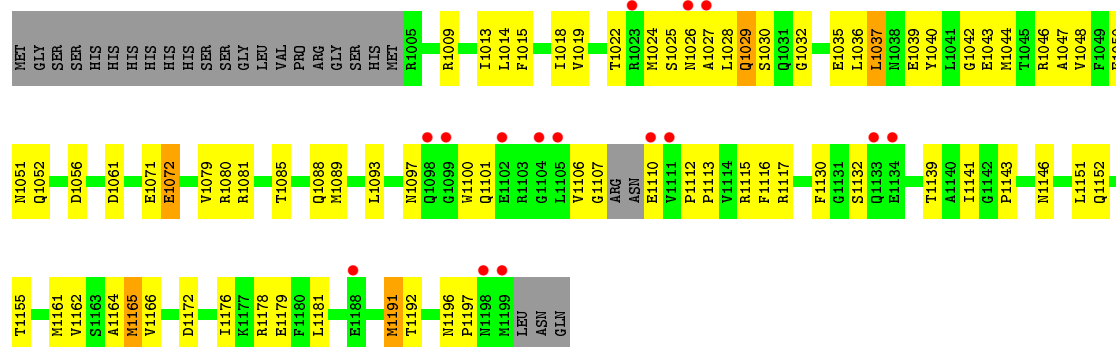 MET GLY SER SER HIS HIS HIS HIS HIS HIS SER SER GLY LEU VAL PRO ARG GLY SER HIS MET R1005 R1009 I1013 L1014 F1015 I1018 V1019 T1022 R1023 M1024 S1025 N1026 A1027 L1028 Q1029 S1030 Q1031 G1032 E1035 L1036 L1037 N1038 E1039 Y1040 L1041 G1042 E1043 M1044 T1045 R1046 A1047 V1048 F1049
N1051 Q1052 D1056 D1061 E1071 E1072 V1079 R1080 R1081 T1085 Q1088 M1089 L1093 N1097 Q1098 G1099 W1100 Q1101 E1102 R1103 G1104 L1105 V1106 G1107 ARG ASN E1110 V1111 P1112 P1113 V1114 R1115 F1116 R1117 F1130 G1131 S1132 Q1133 E1134 T1139 A1140 I1141 G1142 P1143 N1146 L1151 Q1152
T1155 M1161 V1162 S1163 A1164 M1165 V1166 D1172 I1176 K1177 R1178 E1179 F1180 L1181 E1188 M1191 T1192 N1196 P1197 N1198 M1199 LEU ASN GLN